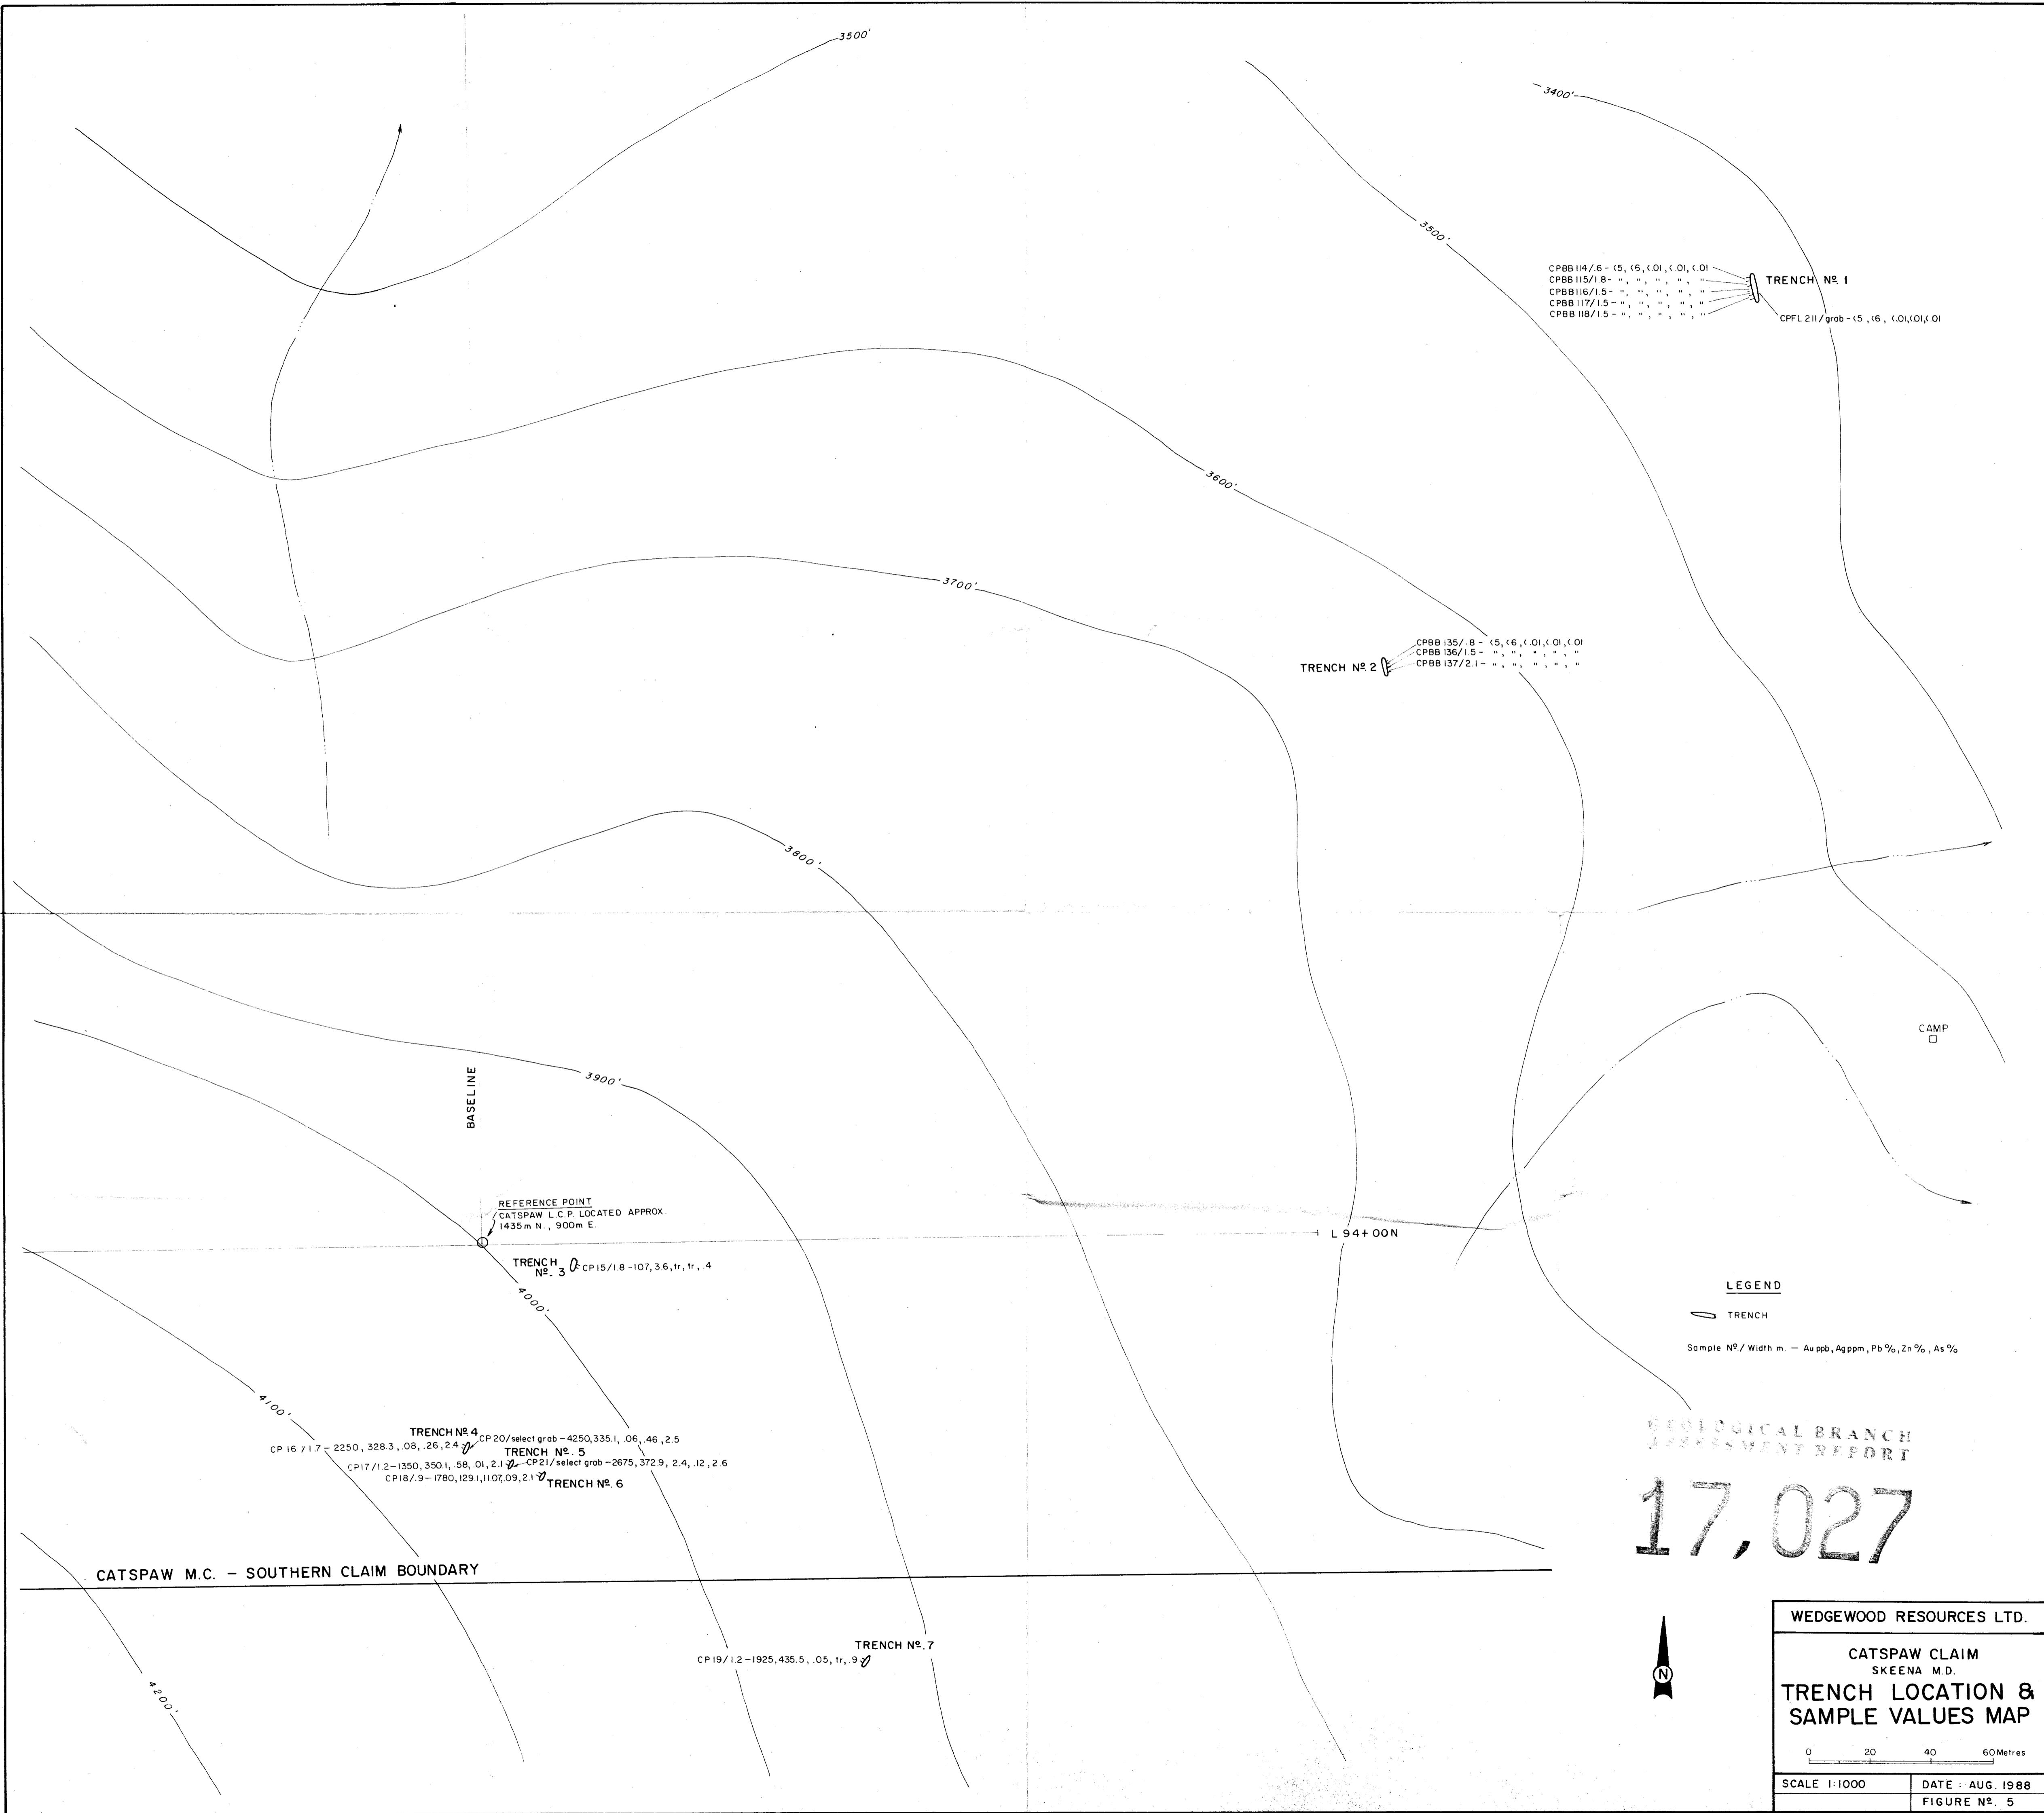 3500'
3400'
3500'
CPBB 114/.6 - <5, <6, <.01, <.01, <.01
CPBB 115/1.8 - ", ", ", ", "
CPBB 116/1.5 - ", ", ", ", "
CPBB 117/1.5 - ", ", ", ", "
CPBB 118/1.5 - ", ", ", ", "
TRENCH Nº. 1
CPFL 211/grab - <5, <6, <.01, <.01, <.01
3600'
3700'
CPBB 135/.8 - <5, <6, <.01, <.01, <.01
CPBB 136/1.5 - ", ", ", ", "
CPBB 137/2.1 - ", ", ", ", "
TRENCH Nº. 2
3800'
CAMP
3900'
BASELINE
REFERENCE POINT
CATSPAW L.C.P. LOCATED APPROX.
1435m N., 900m E.
L 94+00N
TRENCH
Nº. 3
CP15/1.8 - 107, 3.6, tr, tr, .4
4000'
LEGEND
TRENCH
Sample Nº./ Width m. — Au ppb, Ag ppm, Pb %, Zn %, As %
4100'
TRENCH Nº. 4
CP 16 / 1.7 - 2250, 328.3, .08, .26, 2.4
CP 20/select grab - 4250, 335.1, .06, .46, 2.5
TRENCH Nº. 5
CP17/1.2 - 1350, 350.1, .58, .01, 2.1
CP21/select grab - 2675, 372.9, 2.4, .12, 2.6
CP18/.9 - 1780, 129.1, 11.07, .09, 2.1
TRENCH Nº. 6
GEOLOGICAL BRANCH
ASSESSMENT REPORT
17,027
CATSPAW M.C. - SOUTHERN CLAIM BOUNDARY
TRENCH Nº. 7
CP 19/1.2 - 1925, 435.5, .05, tr, .9
4200'
N
WEDGEWOOD RESOURCES LTD.
CATSPAW CLAIM
SKEENA M.D.
TRENCH LOCATION &
SAMPLE VALUES MAP
0 20 40 60 Metres
SCALE 1:1000
DATE : AUG. 1988
FIGURE Nº. 5